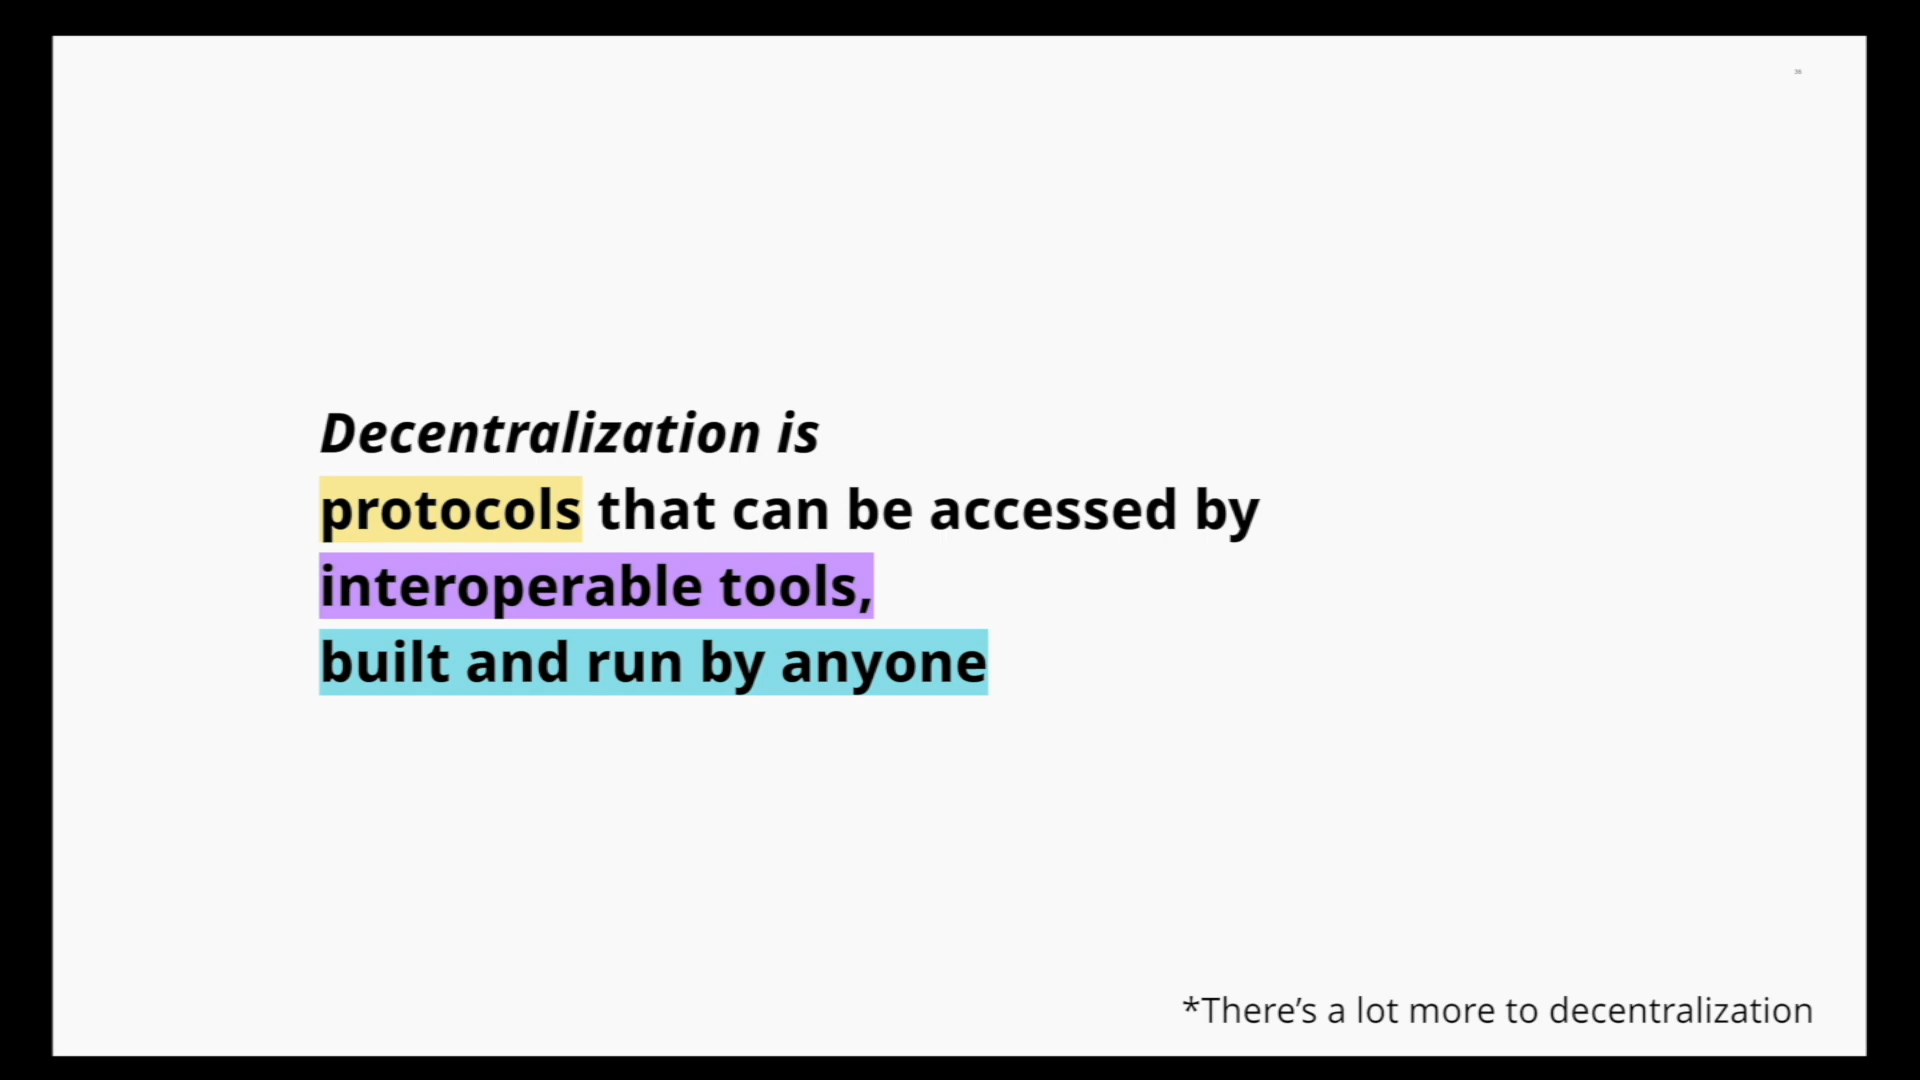 Decentralization is
protocols that can be accessed by
interoperable tools,
built and run by anyone
*There’s a lot more to decentralization